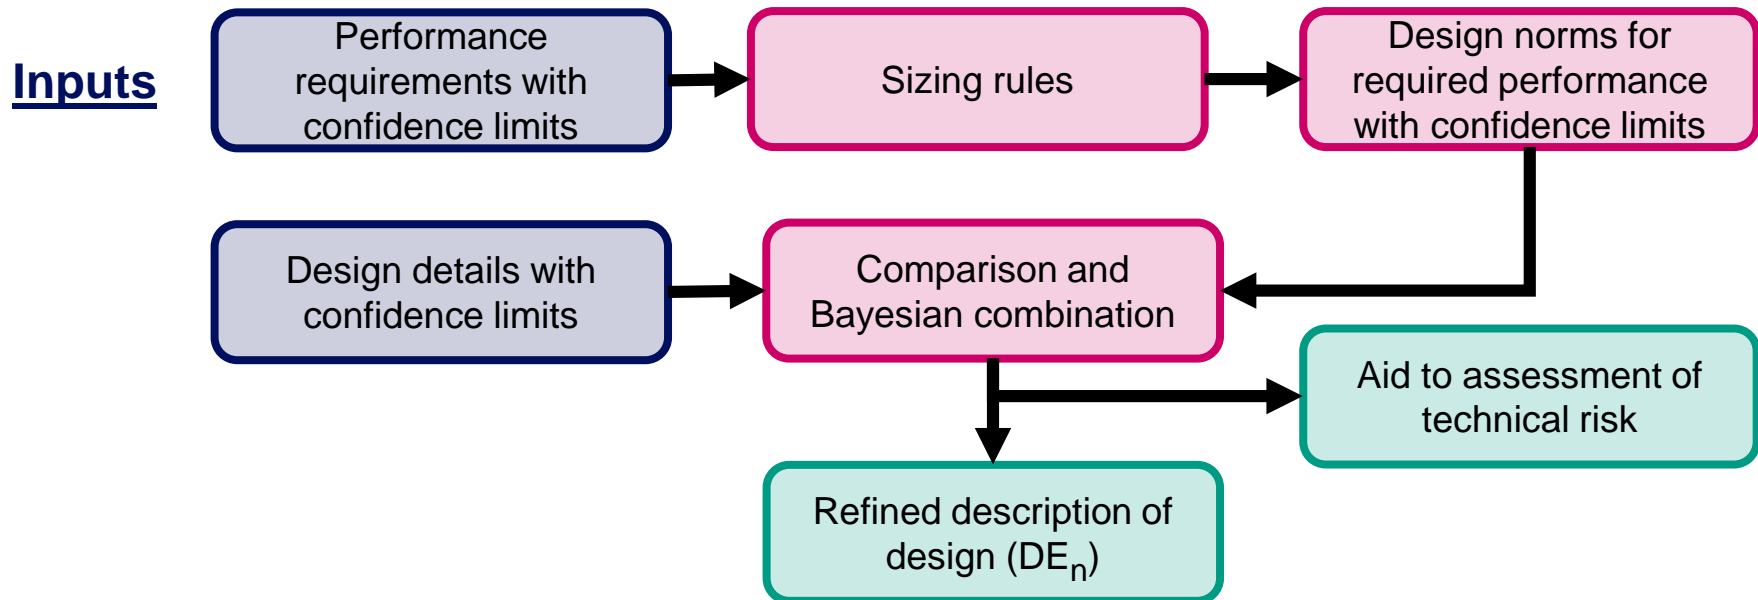 Inputs
Performance
requirements with
confidence limits
Sizing rules
Design norms for
required performance
with confidence limits
Design details with
confidence limits
Comparison and
Bayesian combination
Aid to assessment of
technical risk
Refined description of
design (DEn)